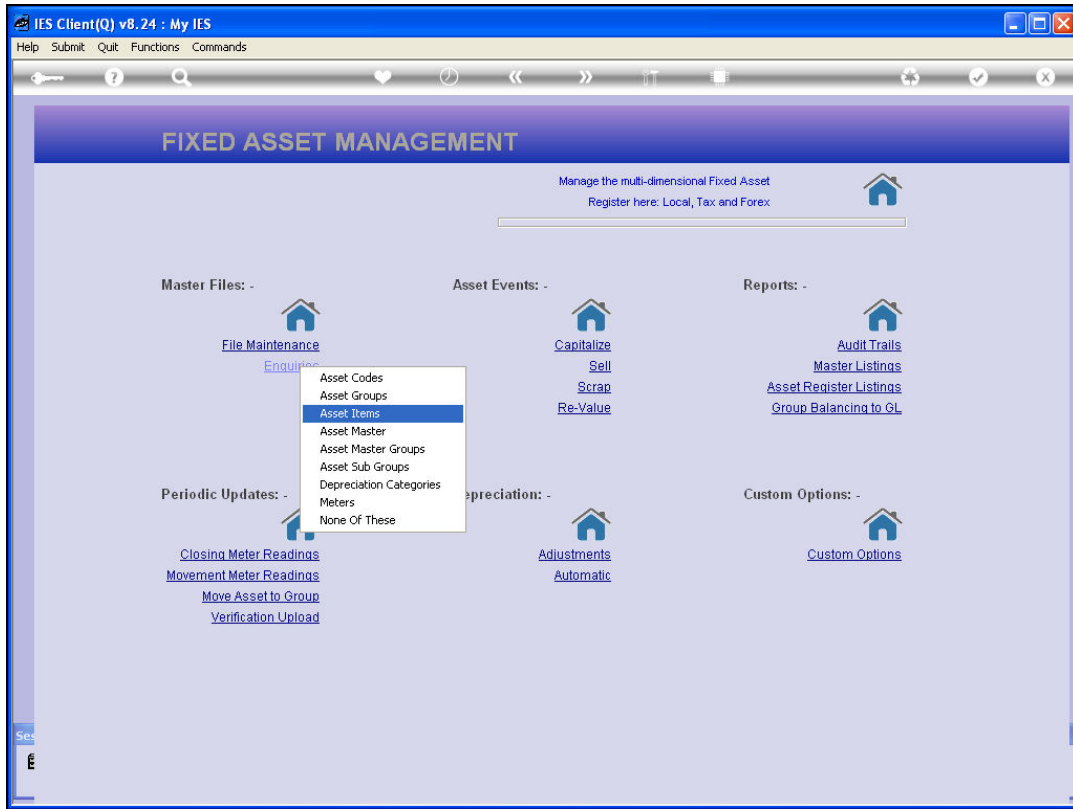 IES Client(Q) v8.24 : My IES
Help Submit Quit Functions Commands
FIXED ASSET MANAGEMENT
Manage the multi-dimensional Fixed Asset
Register here: Local, Tax and Forex
Master Files: -
File Maintenance
Enquiries
Asset Codes
Asset Groups
Asset Items
Asset Master
Asset Master Groups
Asset Sub Groups
Depreciation Categories
Meters
None Of These
Asset Events: -
Capitalize
Sell
Scrap
Re-Value
Reports: -
Audit Trails
Master Listings
Asset Register Listings
Group Balancing to GL
Periodic Updates: -
Closing Meter Readings
Movement Meter Readings
Move Asset to Group
Verification Upload
epreciation: -
Adjustments
Automatic
Custom Options: -
Custom Options
Ses